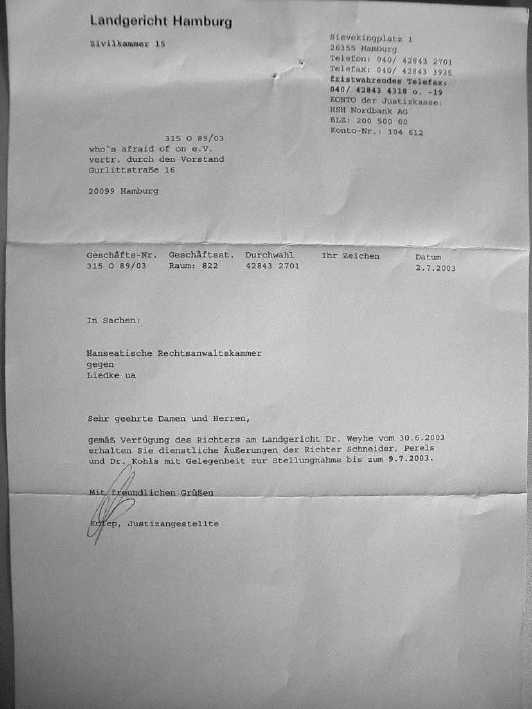 Landgericht Hamburg
Zivilkammer 15
Sievekingplatz 1
20355 Hamburg
Telefon: 040/ 42843 2701
Telefax: 040/ 42843 3935
fristwahrendes Telefax:
040/ 42843 4318 o. -19
KONTO der Justizkasse:
HSH Nordbank AG
BLZ: 200 500 00
Konto-Nr.: 104 612
315 O 89/03
who`s afraid of on e.V.
vertr. durch den Vorstand
Gurlittstraße 16
20099 Hamburg
Geschäfts-Nr. Geschäftsst. Durchwahl Ihr Zeichen Datum
315 O 89/03 Raum: 822 42843 2701 2.7.2003
In Sachen:
Hanseatische Rechtsanwaltskammer
gegen
Liedke ua
Sehr geehrte Damen und Herren,
gemäß Verfügung des Richters am Landgericht Dr. Weyhe vom 30.6.2003
erhalten Sie dienstliche Äußerungen der Richter Schneider, Perels
und Dr. Kohls mit Gelegenheit zur Stellungnahme bis zum 9.7.2003.
Mit freundlichen Grüßen
Justizangestellte